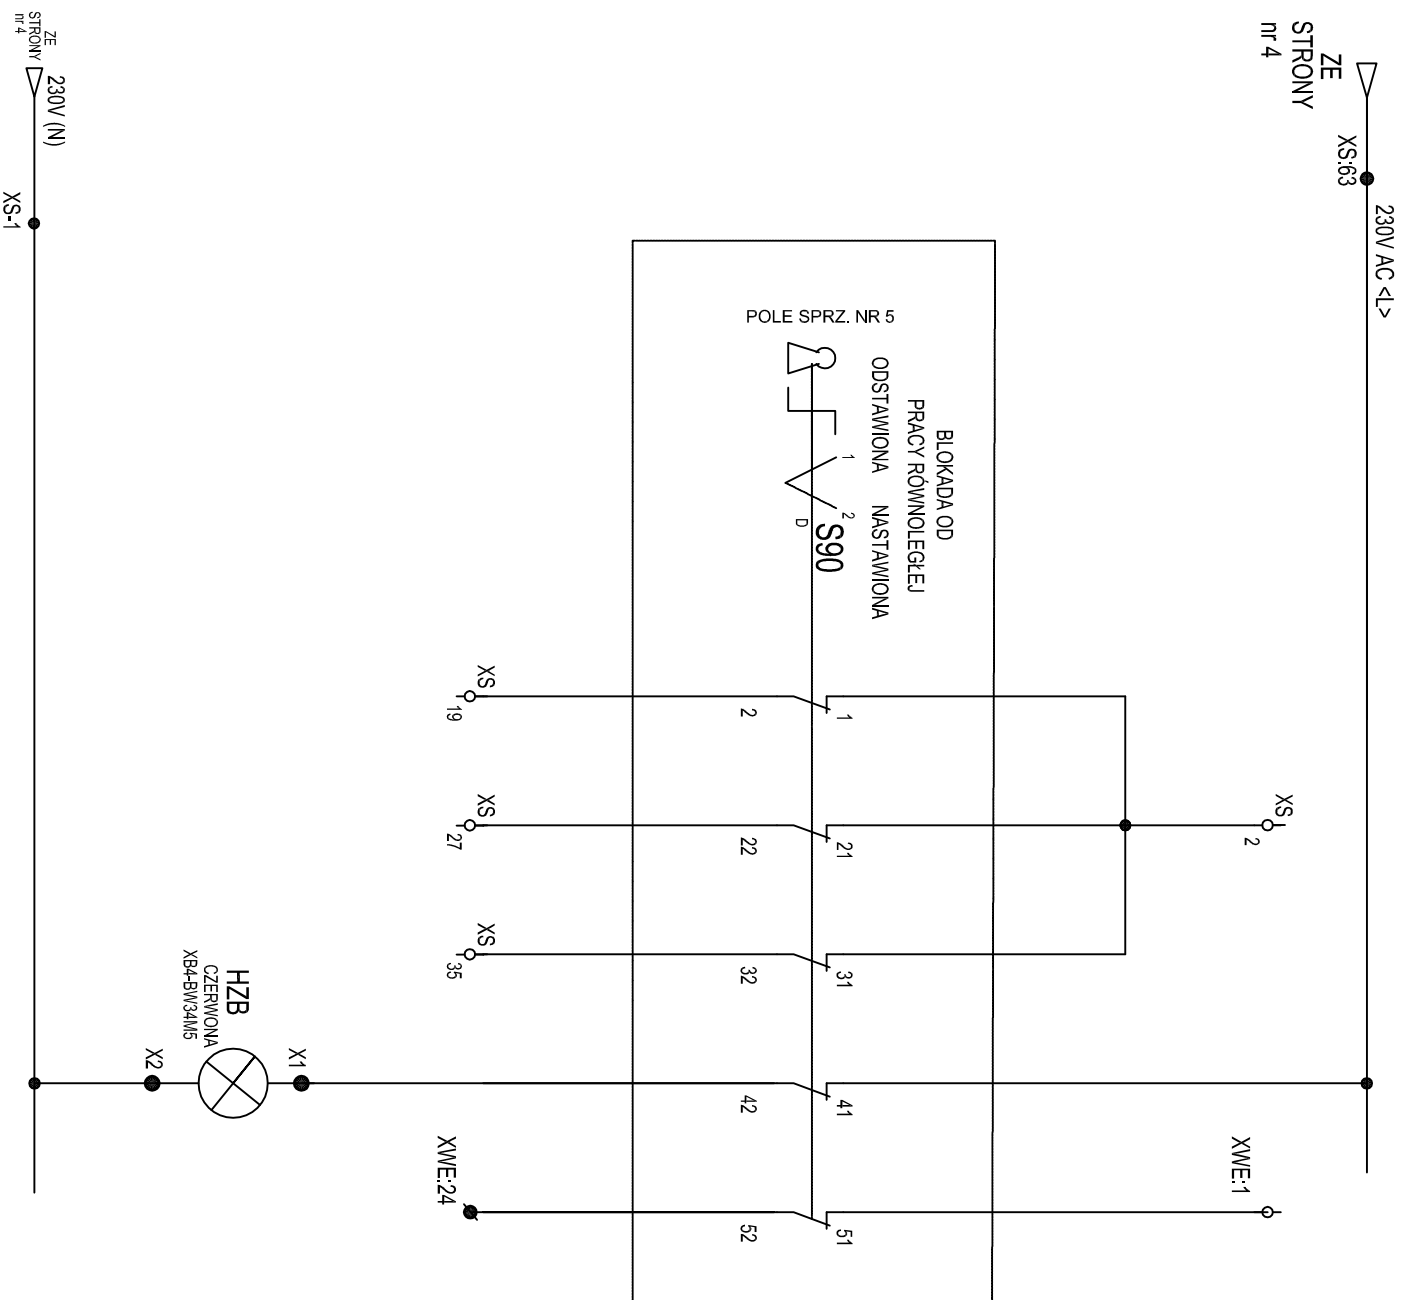 ZE
STRONY
nr 4
XS:63
230V AC <L>
ZE
STRONY
nr 4
230V (N)
XS-1
POLE SPRZ. NR 5
BLOKADA OD
PRACY RÓWNOLEGŁEJ
ODSTAWIONA NASTAWIONA
1
2
D
S90
XS
19
2
1
XS
2
XS
27
22
21
XS
35
32
31
HZB
CZERWONA
XB4-BW34M5
X2
X1
42
41
XWE:24
52
51
XWE:1